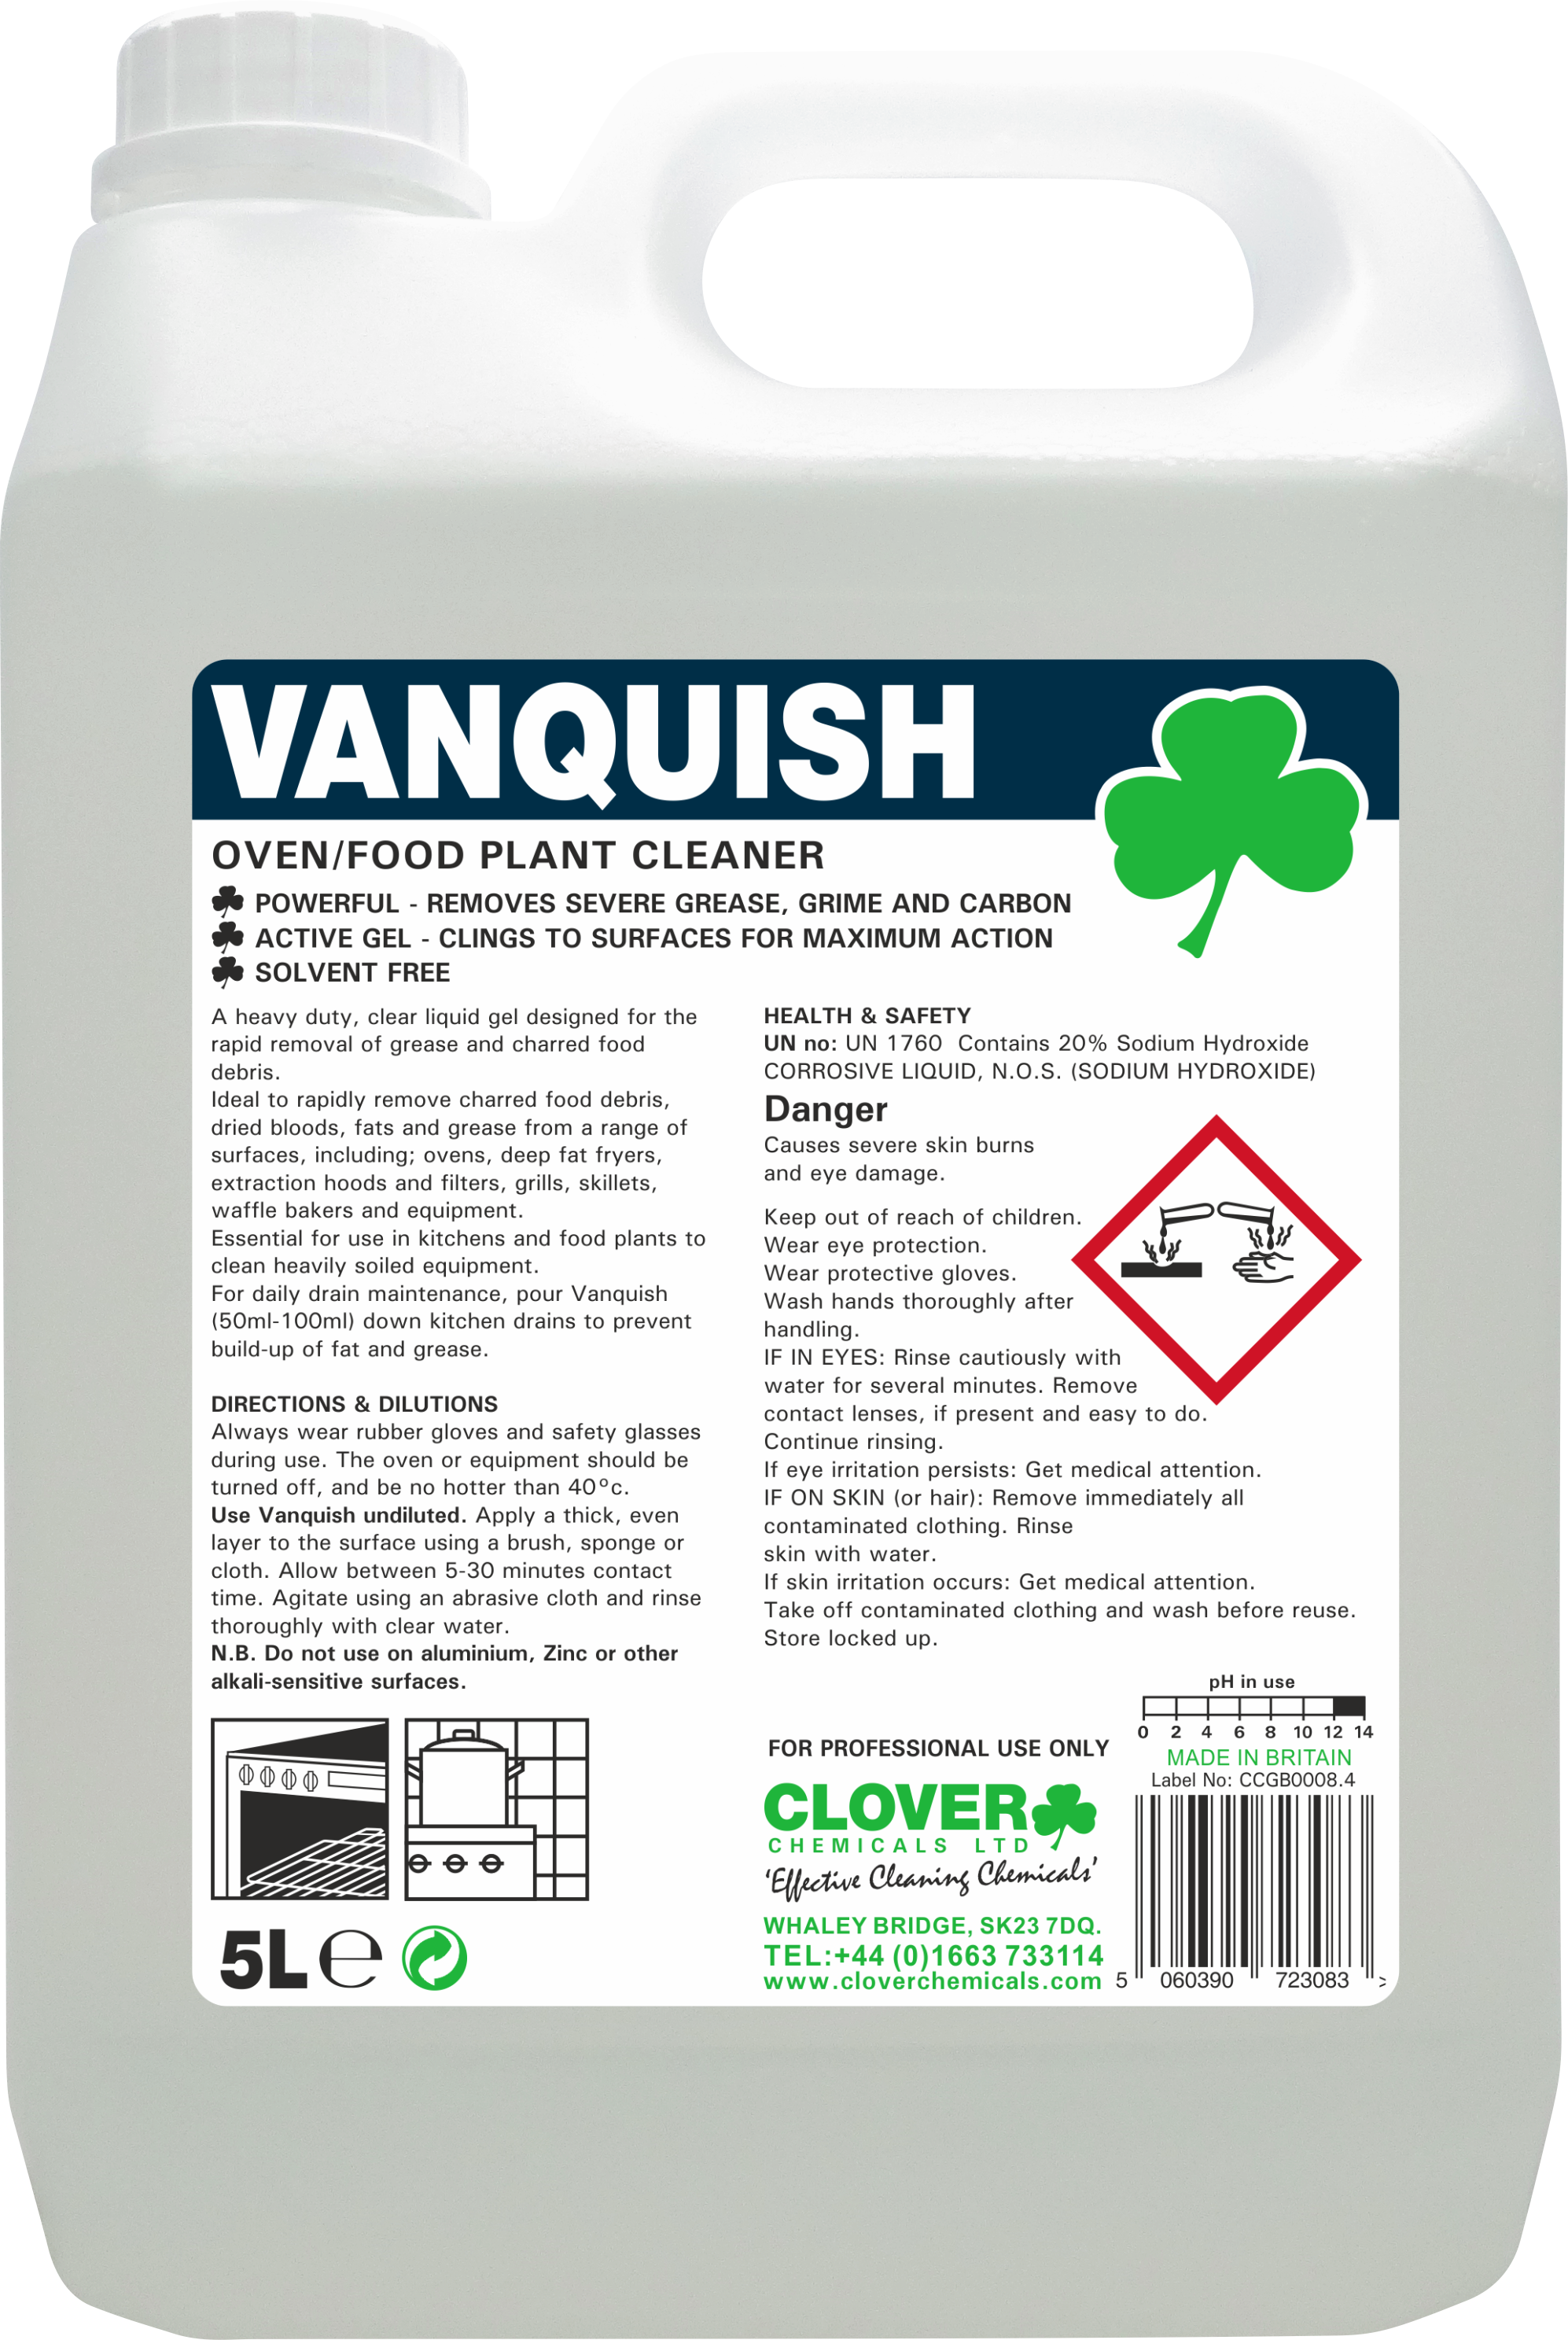 VANQUISH
OVEN/FOOD PLANT CLEANER
POWERFUL - REMOVES SEVERE GREASE, GRIME AND CARBON
ACTIVE GEL - CLINGS TO SURFACES FOR MAXIMUM ACTION
SOLVENT FREE
A heavy duty, clear liquid gel designed for the
rapid removal of grease and charred food
debris.
Ideal to rapidly remove charred food debris,
dried bloods, fats and grease from a range of
surfaces, including; ovens, deep fat fryers,
extraction hoods and filters, grills, skillets,
waffle bakers and equipment.
Essential for use in kitchens and food plants to
clean heavily soiled equipment.
For daily drain maintenance, pour Vanquish
(50ml-100ml) down kitchen drains to prevent
build-up of fat and grease.
DIRECTIONS & DILUTIONS
Always wear rubber gloves and safety glasses
during use. The oven or equipment should be
turned off, and be no hotter than 40ºc.
Use Vanquish undiluted. Apply a thick, even
layer to the surface using a brush, sponge or
cloth. Allow between 5-30 minutes contact
time. Agitate using an abrasive cloth and rinse
thoroughly with clear water.
N.B. Do not use on aluminium, Zinc or other
alkali-sensitive surfaces.
5L e
HEALTH & SAFETY
UN no: UN 1760 Contains 20% Sodium Hydroxide
CORROSIVE LIQUID, N.O.S. (SODIUM HYDROXIDE)
Danger
Causes severe skin burns
and eye damage.
Keep out of reach of children.
Wear eye protection.
Wear protective gloves.
Wash hands thoroughly after
handling.
IF IN EYES: Rinse cautiously with
water for several minutes. Remove
contact lenses, if present and easy to do.
Continue rinsing.
If eye irritation persists: Get medical attention.
IF ON SKIN (or hair): Remove immediately all
contaminated clothing. Rinse
skin with water.
If skin irritation occurs: Get medical attention.
Take off contaminated clothing and wash before reuse.
Store locked up.
FOR PROFESSIONAL USE ONLY
CLOVER
CHEMICALS LTD
'Effective Cleaning Chemicals'
WHALEY BRIDGE, SK23 7DQ.
TEL:+44 (0)1663 733114
www.cloverchemicals.com
pH in use
0 2 4 6 8 10 12 14
MADE IN BRITAIN
Label No: CCGB0008.4
5 060390 723083 >